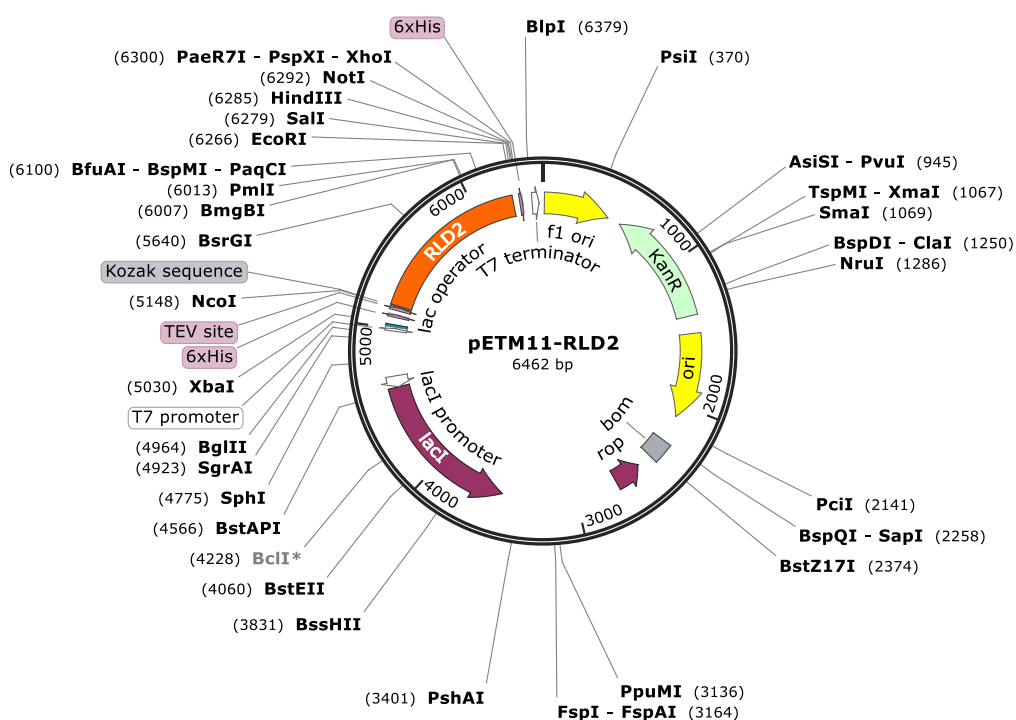 6xHis
BlpI (6379)
PsiI (370)
(6300) PaeR7I - PspXI - XhoI
(6292) NotI
(6285) HindIII
(6279) SalI
(6266) EcoRI
(6100) BfuAI - BspMI - PaqCI
(6013) PmlI
(6007) BmgBI
(5640) BsrGI
Kozak sequence
(5148) NcoI
TEV site
6xHis
(5030) XbaI
T7 promoter
(4964) BglII
(4923) SgrAI
(4775) SphI
(4566) BstAPI
(4228) BclI*
(4060) BstEII
(3831) BssHII
(3401) PshAI
AsiSI - PvuI (945)
TspMI - XmaI (1067)
SmaI (1069)
BspDI - ClaI (1250)
NruI (1286)
PciI (2141)
BspQI - SapI (2258)
BstZ17I (2374)
PpuMI (3136)
FspI - FspAI (3164)
6000
1000
5000
2000
4000
3000
RLD2
lac operator
T7 terminator
f1 ori
KanR
ori
bom
rop
lacI promoter
lacI
pETM11-RLD2
6462 bp